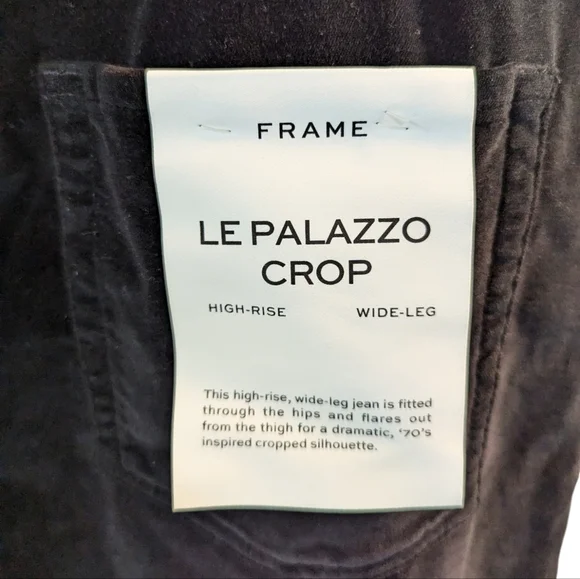 FRAME
LE PALAZZO
CROP
HIGH-RISE WIDE-LEG
This high-rise, wide-leg jean is fitted
through the hips and flares out
from the thigh for a dramatic, '70's
inspired cropped silhouette.